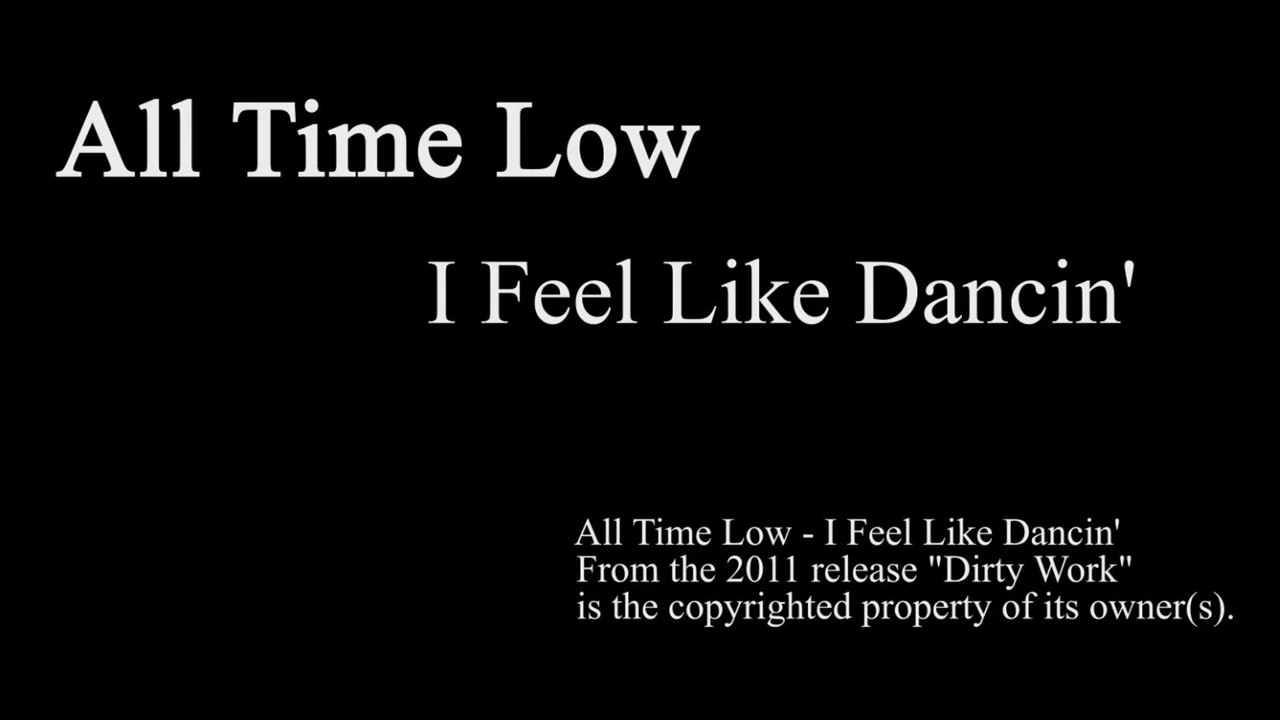 All Time Low
I Feel Like Dancin'
All Time Low - I Feel Like Dancin'
From the 2011 release "Dirty Work"
is the copyrighted property of its owner(s).